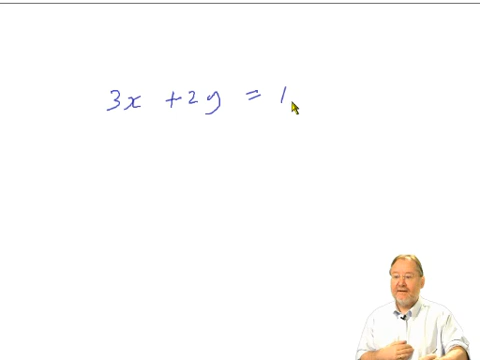 3x + 2y = 1